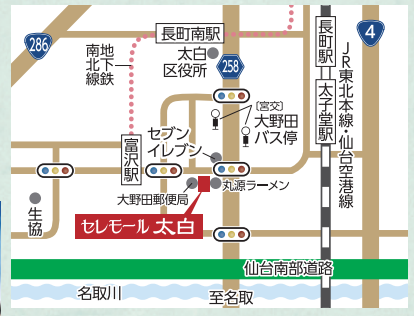 286
長町南駅
太白
区役所
258
南北線
地下鉄
長町駅
太子堂駅
4
JR東北本線・仙台空港線
[宮交]
大野田
バス停
セブン
イレブン
富沢駅
大野田郵便局
丸源ラーメン
生協
セレモール太白
仙台南部道路
名取川
至名取